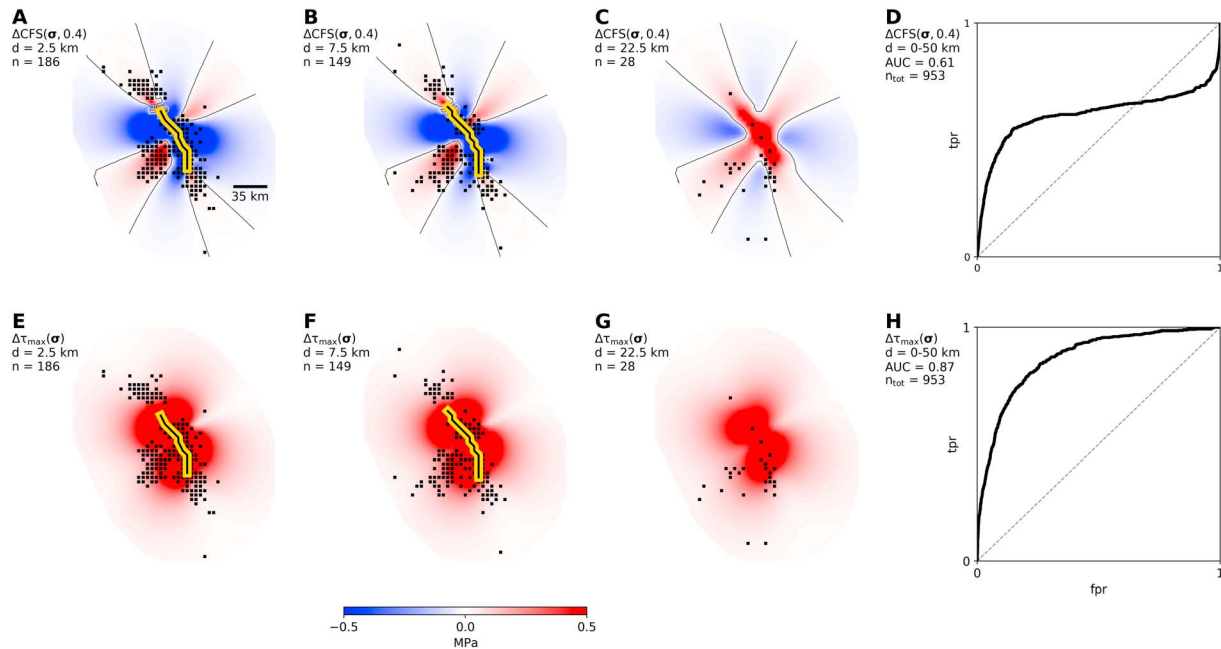 A
ΔCFS(σ, 0.4)
d = 2.5 km
n = 186
35 km
B
ΔCFS(σ, 0.4)
d = 7.5 km
n = 149
C
ΔCFS(σ, 0.4)
d = 22.5 km
n = 28
D
ΔCFS(σ, 0.4)
d = 0-50 km
AUC = 0.61
n_tot = 953
1
tpr
0
0
1
E
Δτ_max(σ)
d = 2.5 km
n = 186
F
Δτ_max(σ)
d = 7.5 km
n = 149
G
Δτ_max(σ)
d = 22.5 km
n = 28
H
Δτ_max(σ)
d = 0-50 km
AUC = 0.87
n_tot = 953
1
tpr
0
0
1
fpr
−0.5
0.0
0.5
MPa